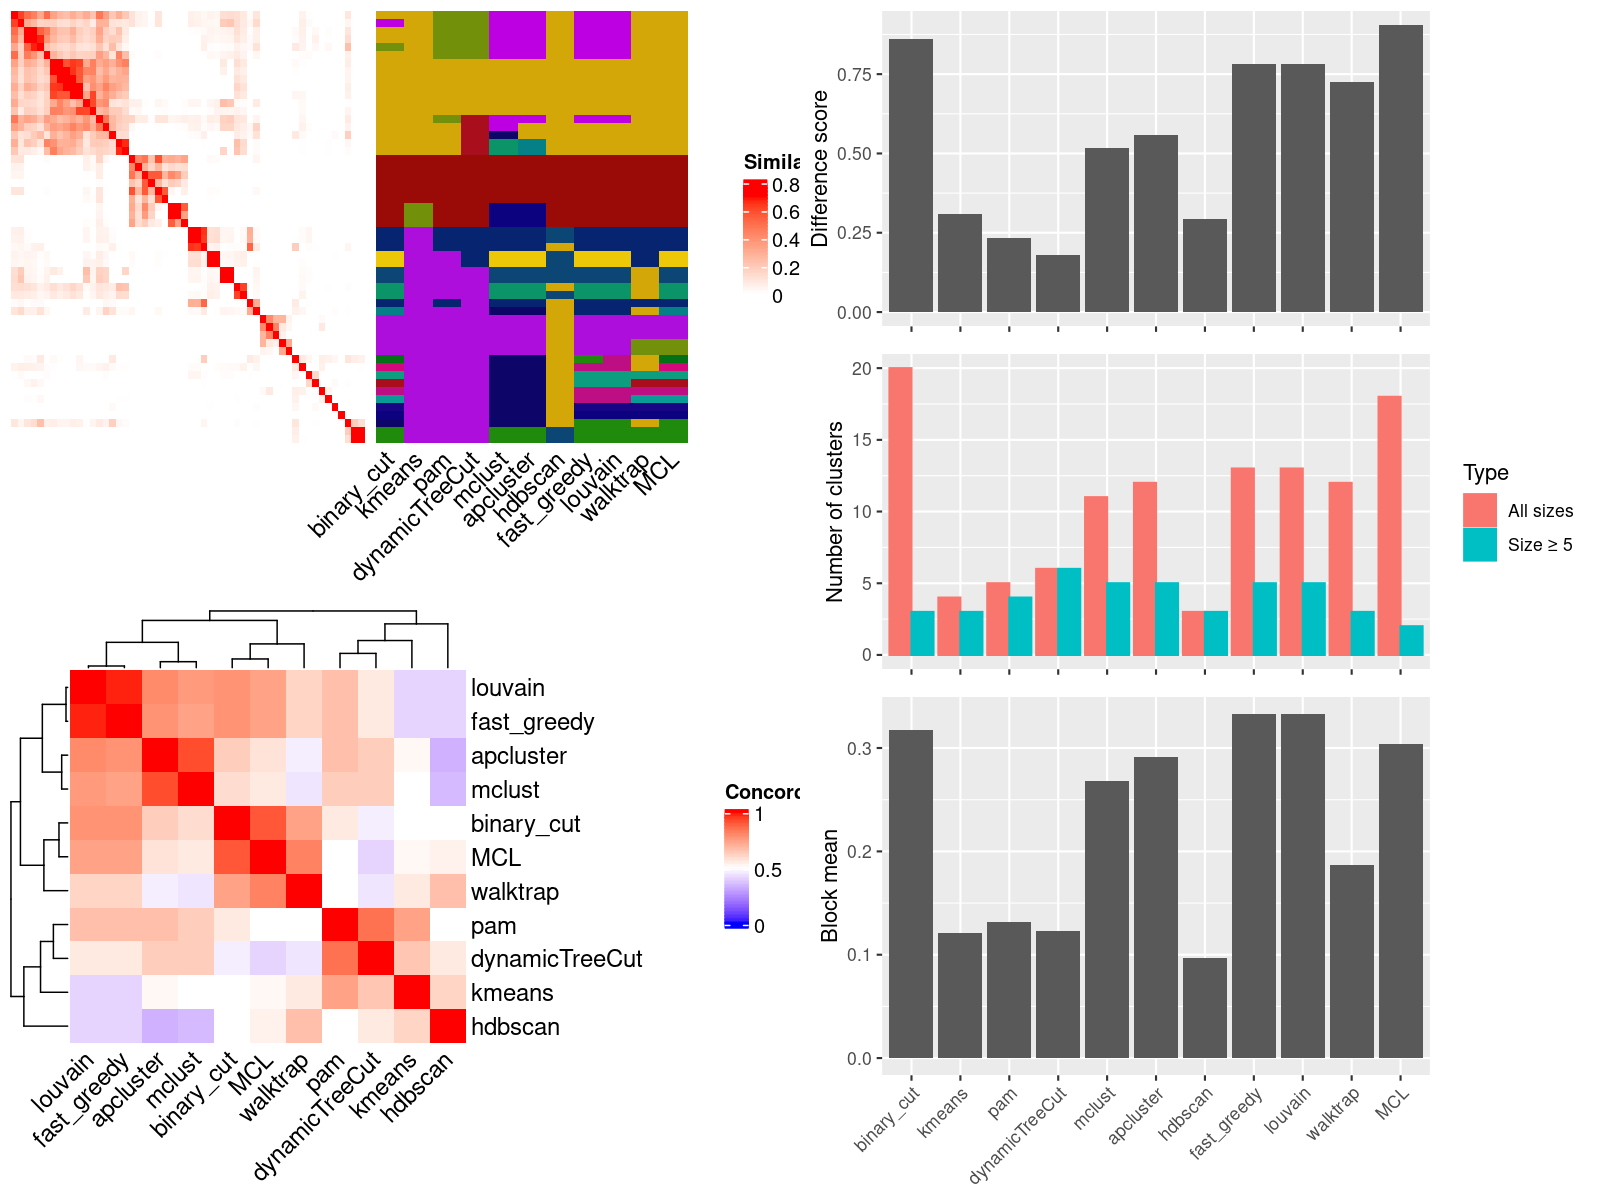 Simila
0.8
0.6
0.4
0.2
0
binary_cut
kmeans
pam
dynamicTreeCut
mclust
apcluster
hdbscan
fast_greedy
louvain
walktrap
MCL
louvain
fast_greedy
apcluster
mclust
binary_cut
MCL
walktrap
pam
dynamicTreeCut
kmeans
hdbscan
louvain
fast_greedy
apcluster
mclust
binary_cut
MCL
walktrap
pam
dynamicTreeCut
kmeans
hdbscan
Concord
1
0.5
0
Difference score
0.75
0.50
0.25
0.00
Number of clusters
20
15
10
5
0
Type
All sizes
Size ≥ 5
Block mean
0.3
0.2
0.1
0.0
binary_cut
kmeans
pam
dynamicTreeCut
mclust
apcluster
hdbscan
fast_greedy
louvain
walktrap
MCL